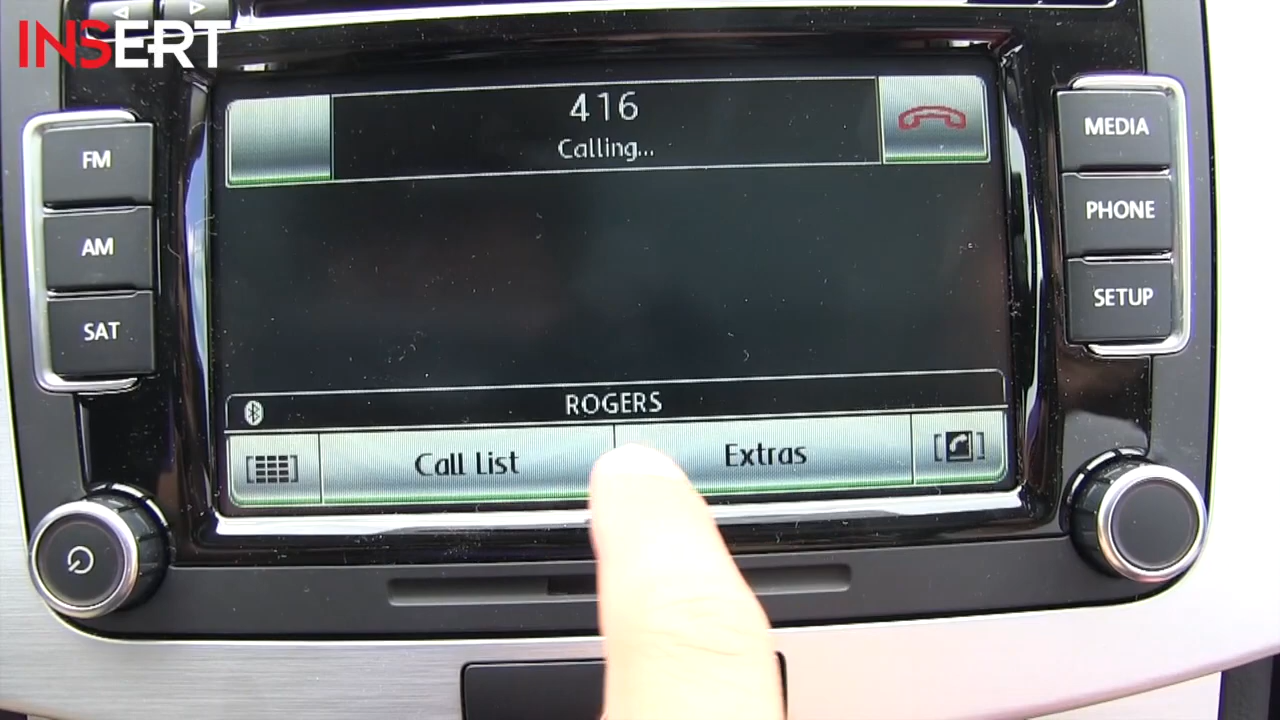 INSERT
416
Calling...
FM
AM
SAT
MEDIA
PHONE
SETUP
ROGERS
Call List
Extras